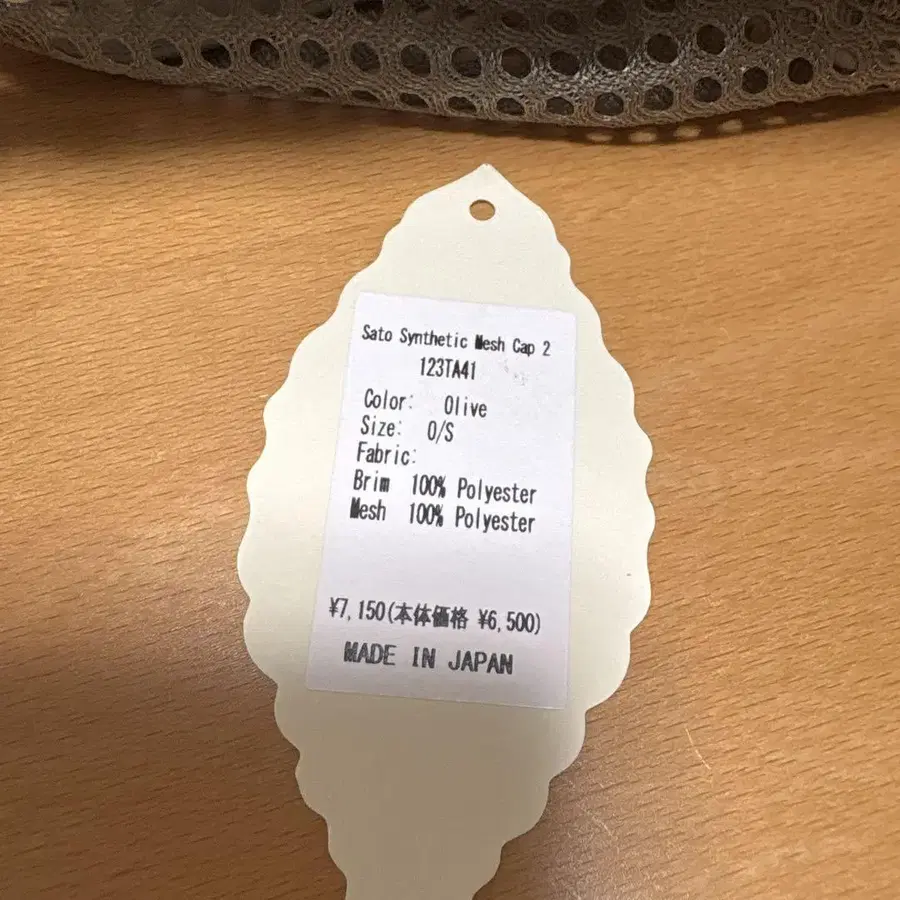 Sato Synthetic Mesh Cap 2
123TA41
Color: Olive
Size: O/S
Fabric:
Brim 100% Polyester
Mesh 100% Polyester
¥7,150(本体価格 ¥6,500)
MADE IN JAPAN